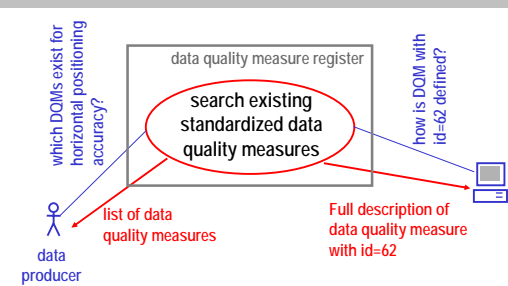 which DQMs exist for
horizontal positioning
accuracy?
data quality measure register
search existing
standardized data
quality measures
how is DQM with
id=62 defined?
list of data
quality measures
Full description of
data quality measure
with id=62
data
producer